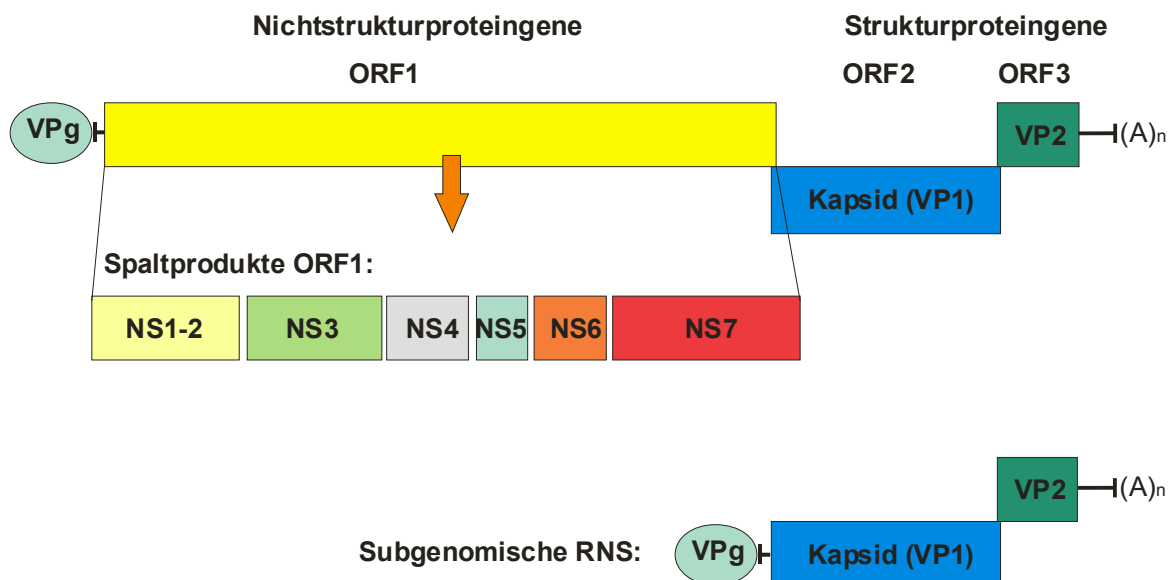 Nichtstrukturproteingene Strukturproteingene
ORF1 ORF2 ORF3
VPg VP2 (A)n
Kapsid (VP1)
Spaltprodukte ORF1:
NS1-2 NS3 NS4 NS5 NS6 NS7
VP2 (A)n
Subgenomische RNS: VPg Kapsid (VP1)